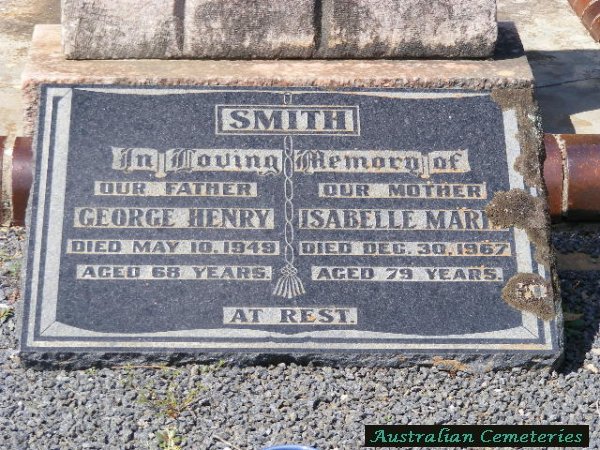 SMITH
In Loving Memory of
OUR FATHER
GEORGE HENRY
DIED MAY 10, 1949
AGED 68 YEARS.
OUR MOTHER
ISABELLE MARIE
DIED DEC. 30, 1967
AGED 79 YEARS.
AT REST.
Australian Cemeteries